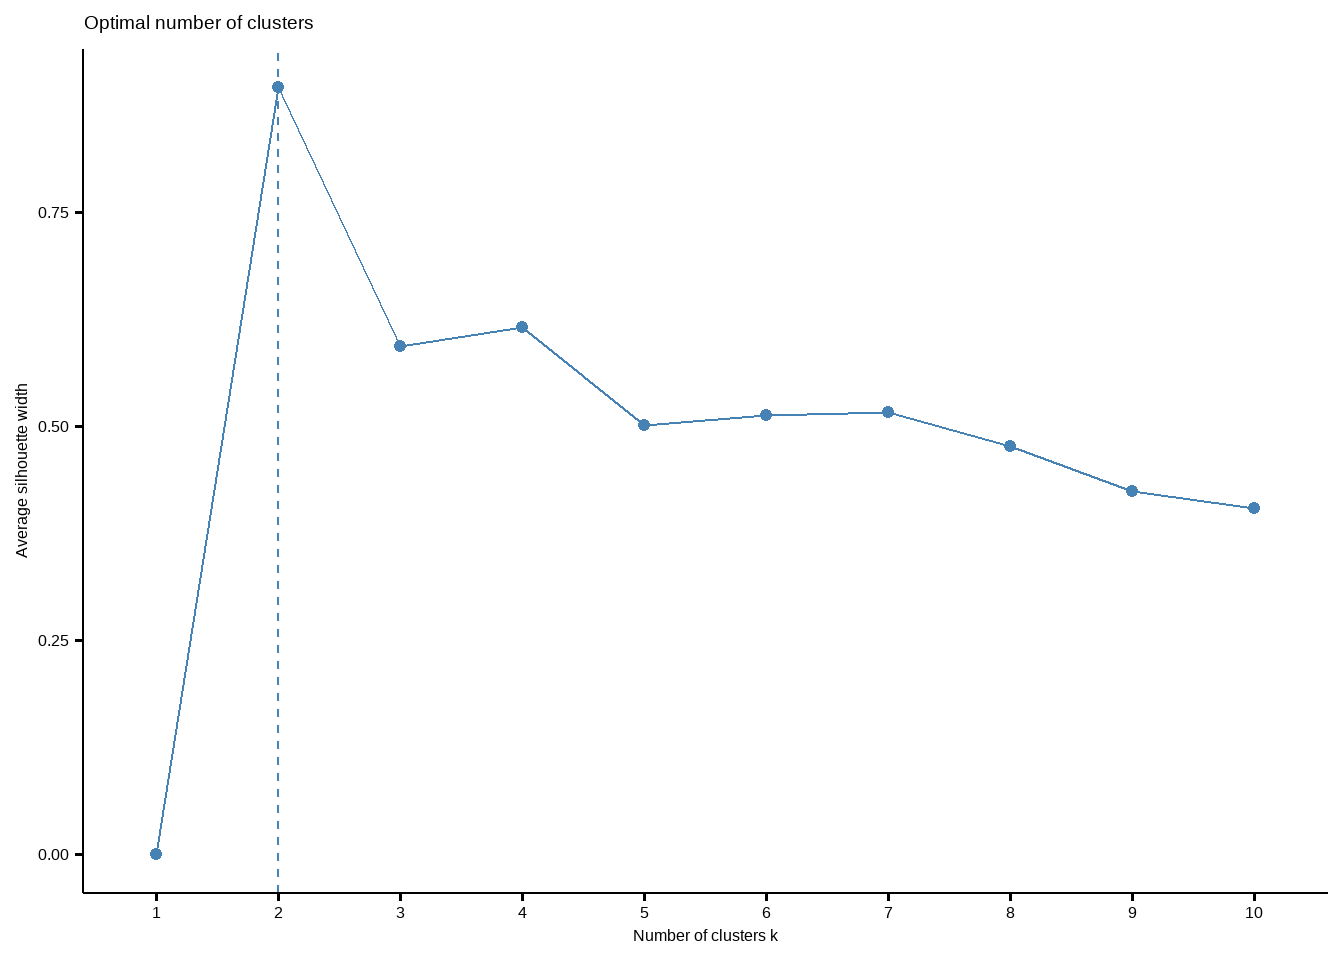 Optimal number of clusters
Average silhouette width
0.75
0.50
0.25
0.00
1 2 3 4 5 6 7 8 9 10
Number of clusters k